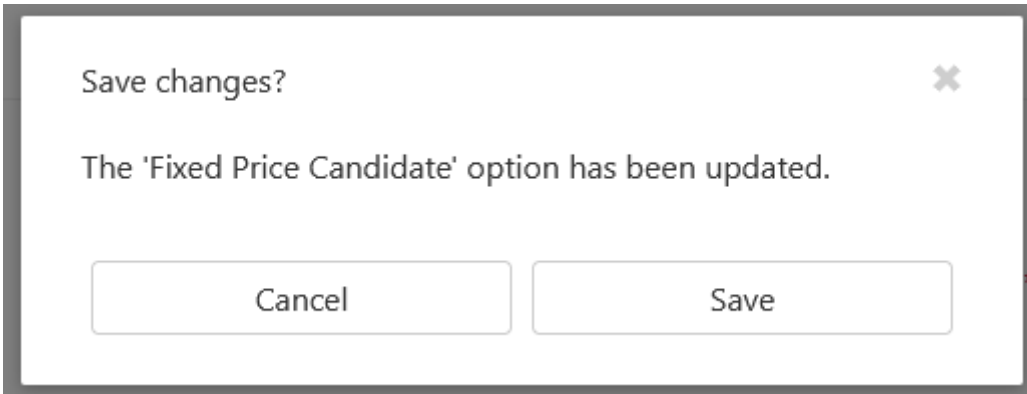 Save changes?
The 'Fixed Price Candidate' option has been updated.
Cancel
Save